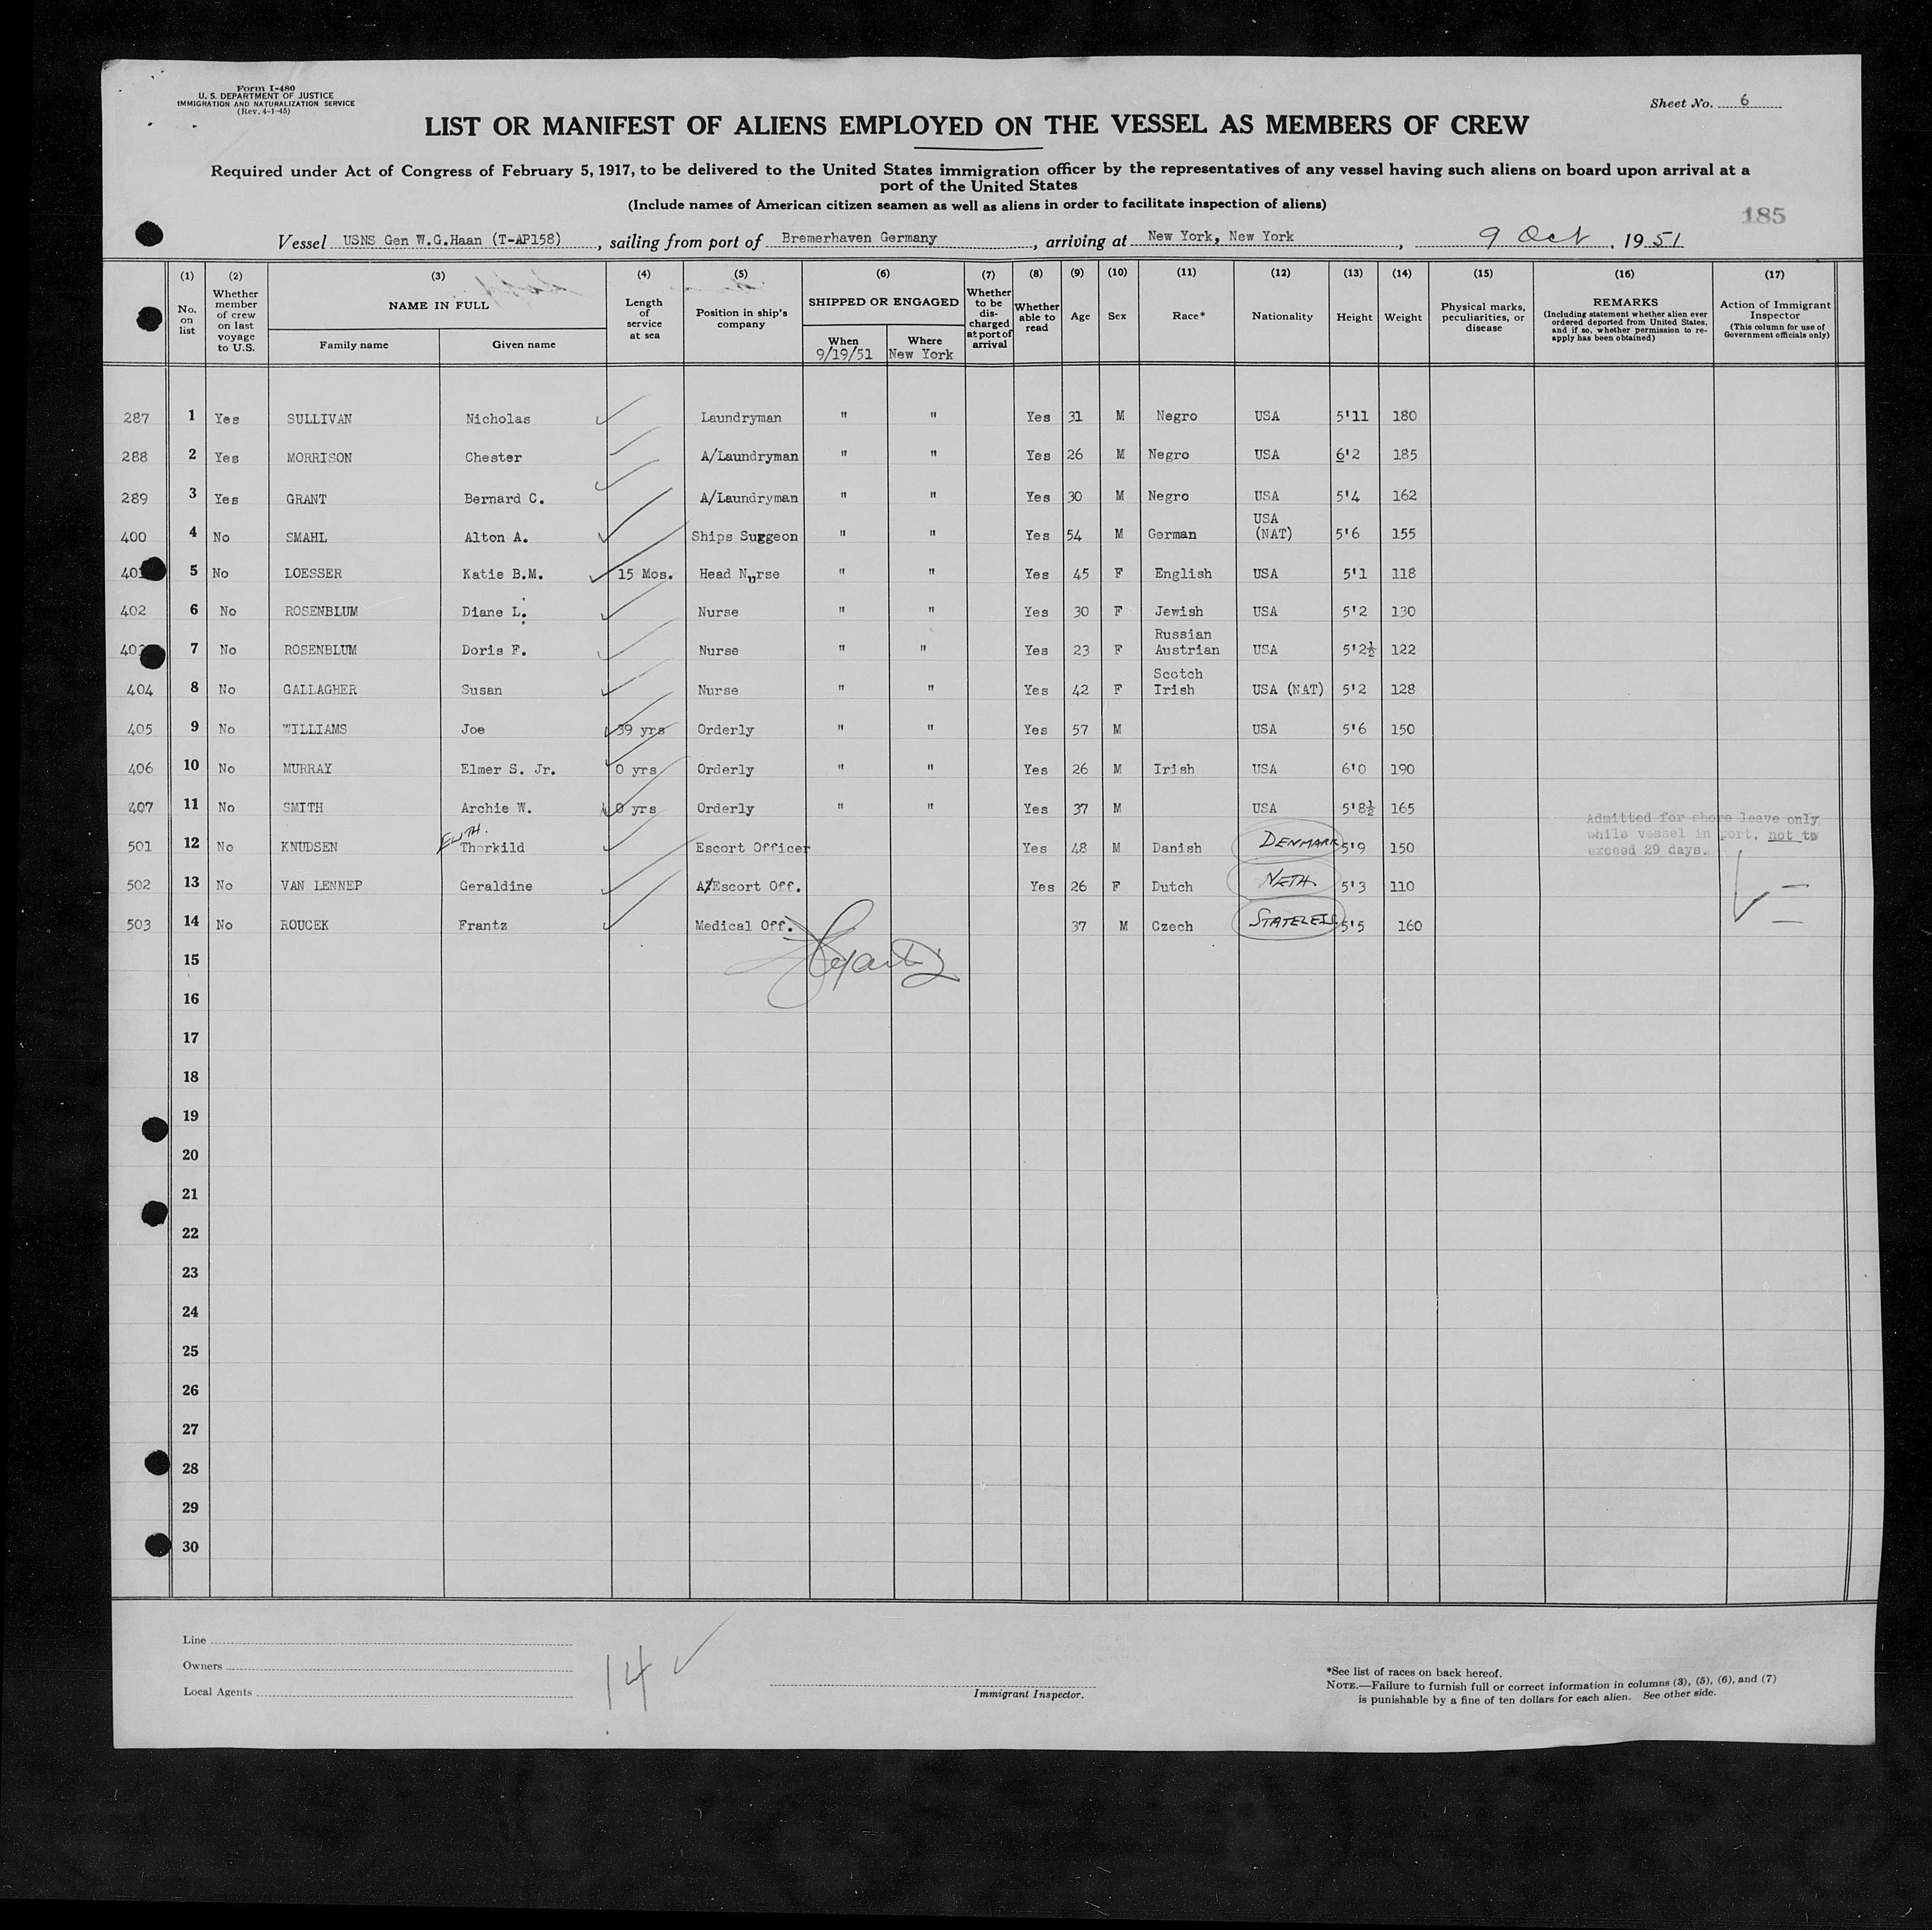 Form I-480
U. S. DEPARTMENT OF JUSTICE
IMMIGRATION AND NATURALIZATION SERVICE
(Rev. 4-1-45)
Sheet No. 6
LIST OR MANIFEST OF ALIENS EMPLOYED ON THE VESSEL AS MEMBERS OF CREW
Required under Act of Congress of February 5, 1917, to be delivered to the United States immigration officer by the representatives of any vessel having such aliens on board upon arrival at a
port of the United States
(Include names of American citizen seamen as well as aliens in order to facilitate inspection of aliens)
185
Vessel USNS Gen W.G.Haan (T-AP158), sailing from port of Bremerhaven Germany, arriving at New York, New York, 9 Oct, 1951
(1) No. on list
(2) Whether member of crew on last voyage to U.S.
(3) NAME IN FULL Family name Given name
(4) Length of service at sea
(5) Position in ship's company
(6) SHIPPED OR ENGAGED When 9/19/51 Where New York
(7) Whether to be discharged at port of arrival
(8) Whether able to read
(9) Age
(10) Sex
(11) Race*
(12) Nationality
(13) Height
(14) Weight
(15) Physical marks, peculiarities, or disease
(16) REMARKS (Including statement whether alien ever ordered deported from United States, and if so, whether permission to re-apply has been obtained)
(17) Action of Immigrant Inspector (This column for use of Government officials only)
287 1 Yes SULLIVAN Nicholas Laundryman " " Yes 31 M Negro USA 5'11 180
288 2 Yes MORRISON Chester A/Laundryman " " Yes 26 M Negro USA 6'2 185
289 3 Yes GRANT Bernard C. A/Laundryman " " Yes 30 M Negro USA 5'4 162
400 4 No SMAHL Alton A. Ships Surgeon " " Yes 54 M German USA (NAT) 5'6 155
401 5 No LOESSER Katie B.M. 15 Mos. Head Nurse " " Yes 45 F English USA 5'1 118
402 6 No ROSENBLUM Diane L. Nurse " " Yes 30 F Jewish USA 5'2 130
403 7 No ROSENBLUM Doris F. Nurse " " Yes 23 F Russian Austrian USA 5'2½ 122
404 8 No GALLAGHER Susan Nurse " " Yes 42 F Scotch Irish USA (NAT) 5'2 128
405 9 No WILLIAMS Joe 39 yrs Orderly " " Yes 57 M USA 5'6 150
406 10 No MURRAY Elmer S. Jr. 0 yrs Orderly " " Yes 26 M Irish USA 6'0 190
407 11 No SMITH Archie W. 0 yrs Orderly " " Yes 37 M USA 5'8½ 165
501 12 No KNUDSEN Thorkild Escort Officer Yes 48 M Danish DENMARK 5'9 150
Admitted for shore leave only
while vessel in port, not to
exceed 29 days.
502 13 No VAN LENNEP Geraldine A/Escort Off. Yes 26 F Dutch NETH. 5'3 110
503 14 No ROUCEK Frantz Medical Off. 37 M Czech STATELESS 5'5 160
15
16
17
18
19
20
21
22
23
24
25
26
27
28
29
30
Line
Owners
Local Agents
14
Immigrant Inspector.
*See list of races on back hereof.
NOTE.—Failure to furnish full or correct information in columns (3), (5), (6), and (7)
is punishable by a fine of ten dollars for each alien. See other side.